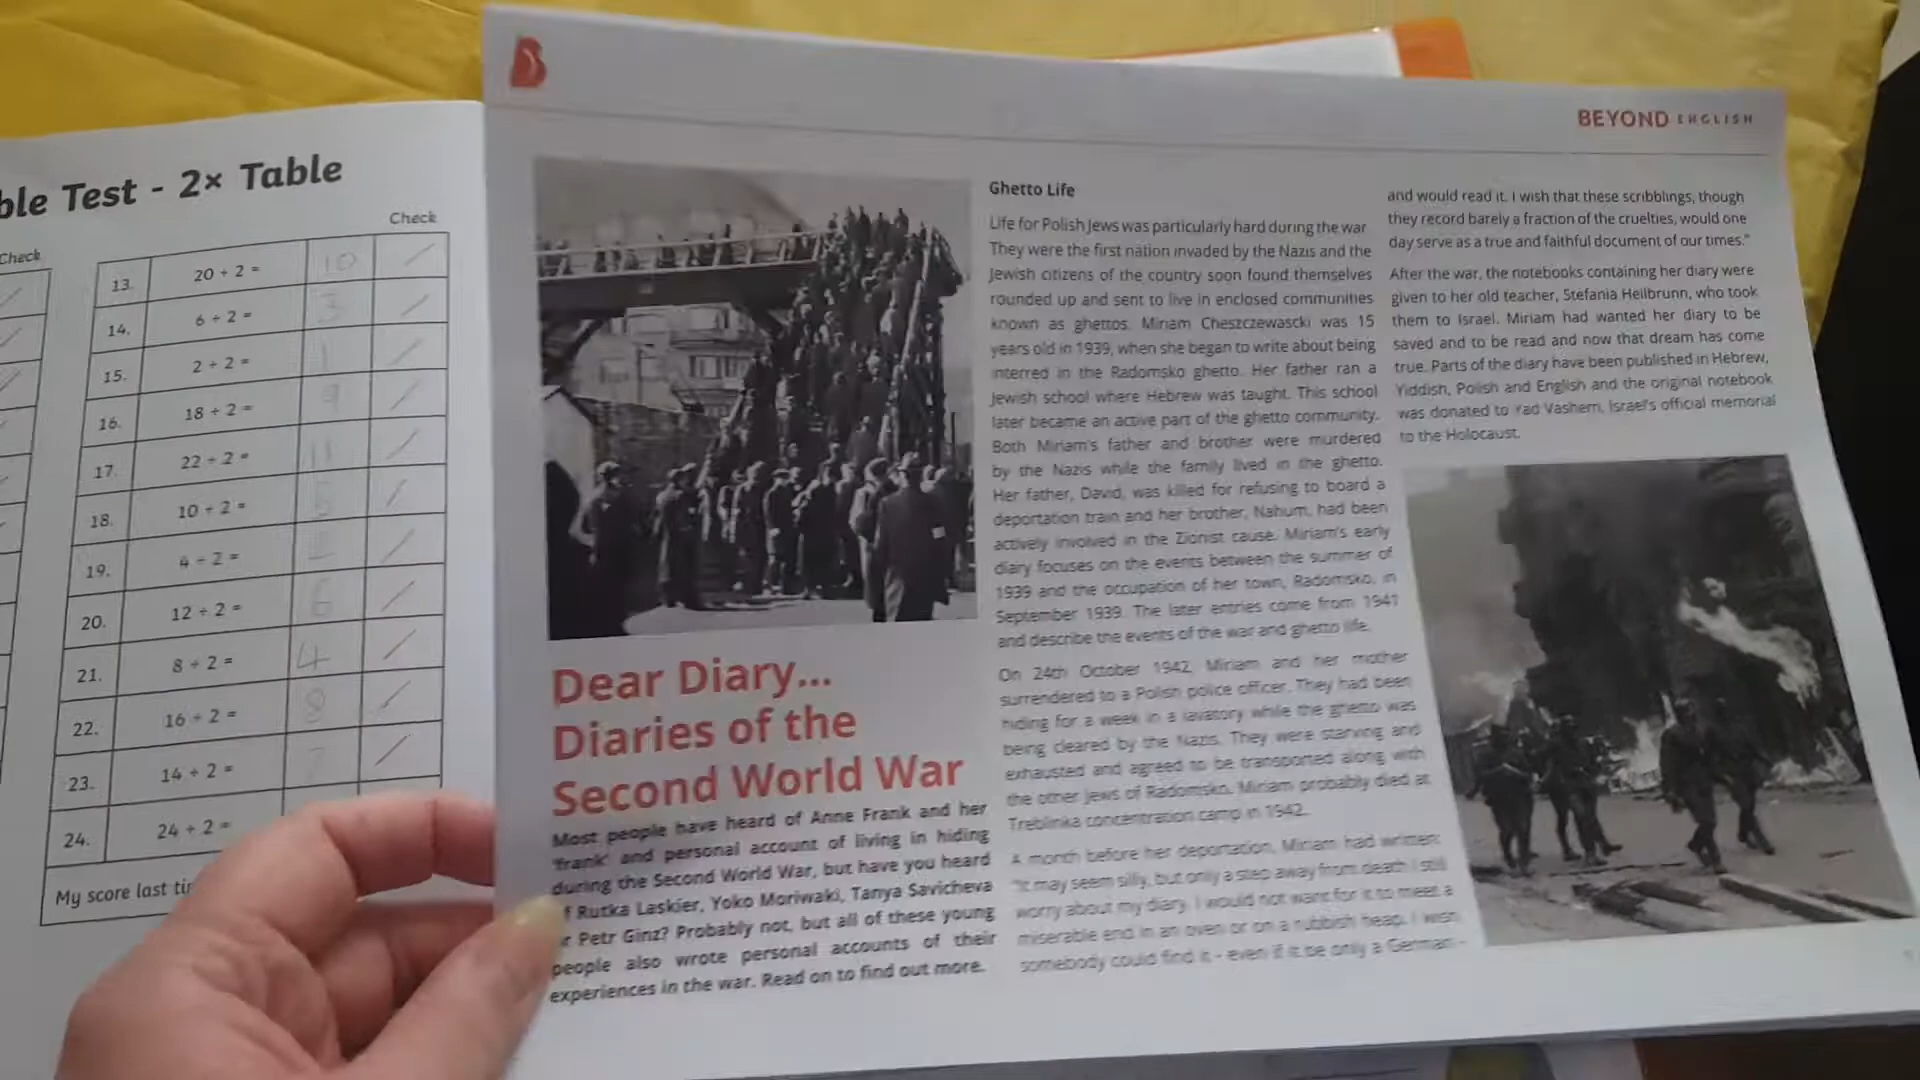 ble Test - 2× Table
Check
Check
13. 20 ÷ 2 = 10
14. 6 ÷ 2 = 3
15. 2 ÷ 2 = 1
16. 18 ÷ 2 = 9
17. 22 ÷ 2 = 11
18. 10 ÷ 2 = 5
19. 4 ÷ 2 =
20. 12 ÷ 2 = 6
21. 8 ÷ 2 = 4
22. 16 ÷ 2 = 8
23. 14 ÷ 2 = 7
24. 24 ÷ 2 =
My score last
B
BEYOND ENGLISH
Dear Diary...
Diaries of the
Second World War
Most people have heard of Anne Frank and her
'frank' and personal account of living in hiding
during the Second World War, but have you heard
f Rutka Laskier, Yoko Moriwaki, Tanya Savicheva
r Petr Ginz? Probably not, but all of these young
people also wrote personal accounts of their
experiences in the war. Read on to find out more.
Ghetto Life
Life for Polish Jews was particularly hard during the war
They were the first nation invaded by the Nazis and the
Jewish citizens of the country soon found themselves
rounded up and sent to live in enclosed communities
known as ghettos. Miriam Cheszczewascki was 15
years old in 1939, when she began to write about being
interred in the Radomsko ghetto. Her father ran a
Jewish school where Hebrew was taught. This school
later became an active part of the ghetto community.
Both Miriam's father and brother were murdered
by the Nazis while the family lived in the ghetto.
Her father, David, was killed for refusing to board a
deportation train and her brother, Nahum, had been
actively involved in the Zionist cause. Miriam's early
diary focuses on the events between the summer of
1939 and the occupation of her town, Radomsko, in
September 1939. The later entries come from 1941
and describe the events of the war and ghetto life.
On 24th October 1942, Miriam and her mother
surrendered to a Polish police officer. They had been
hiding for a week in a lavatory while the ghetto was
being cleared by the Nazis. They were starving and
exhausted and agreed to be transported along with
the other Jews of Radomsko. Miriam probably died at
Treblinka concentration camp in 1942.
A month before her deportation, Miriam had written:
"It may seem silly, but only a step away from death I still
worry about my diary. I would not want for it to meet a
miserable end in an oven or on a rubbish heap. I wish
somebody could find it - even if it be only a German -
and would read it. I wish that these scribblings, though
they record barely a fraction of the cruelties, would one
day serve as a true and faithful document of our times."
After the war, the notebooks containing her diary were
given to her old teacher, Stefania Heilbrunn, who took
them to Israel. Miriam had wanted her diary to be
saved and to be read and now that dream has come
true. Parts of the diary have been published in Hebrew,
Yiddish, Polish and English and the original notebook
was donated to Yad Vashem, Israel's official memorial
to the Holocaust.